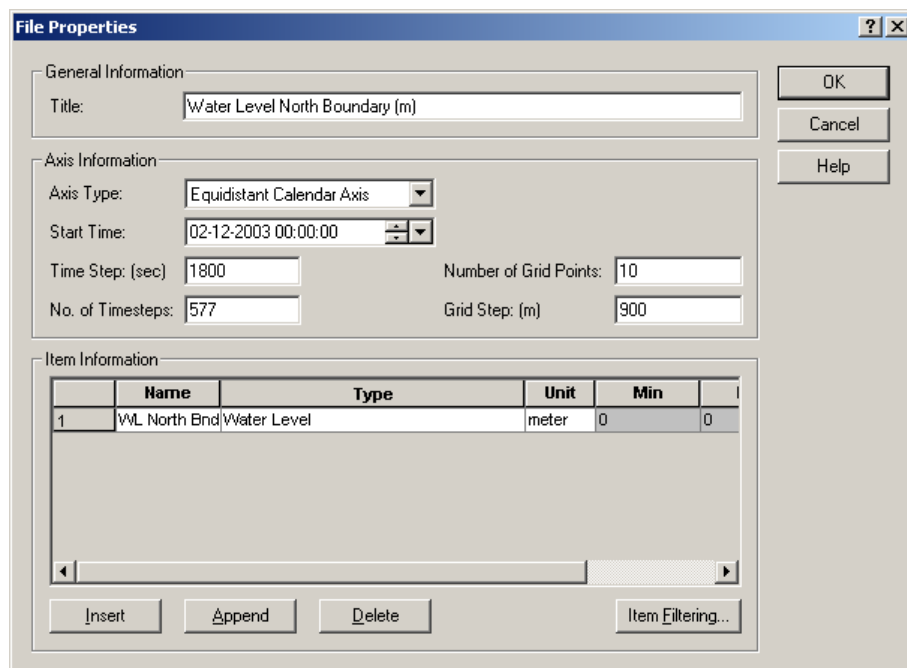 File Properties
General Information
OK
Title: Water Level North Boundary (m)
Cancel
Axis Information
Help
Axis Type: Equidistant Calendar Axis
Start Time: 02-12-2003 00:00:00
Time Step: (sec) 1800 Number of Grid Points: 10
No. of Timesteps: 577 Grid Step: (m) 900
Item Information
Name Type Unit Min
1 WL North Bnd Water Level meter 0 0
Insert Append Delete Item Filtering...